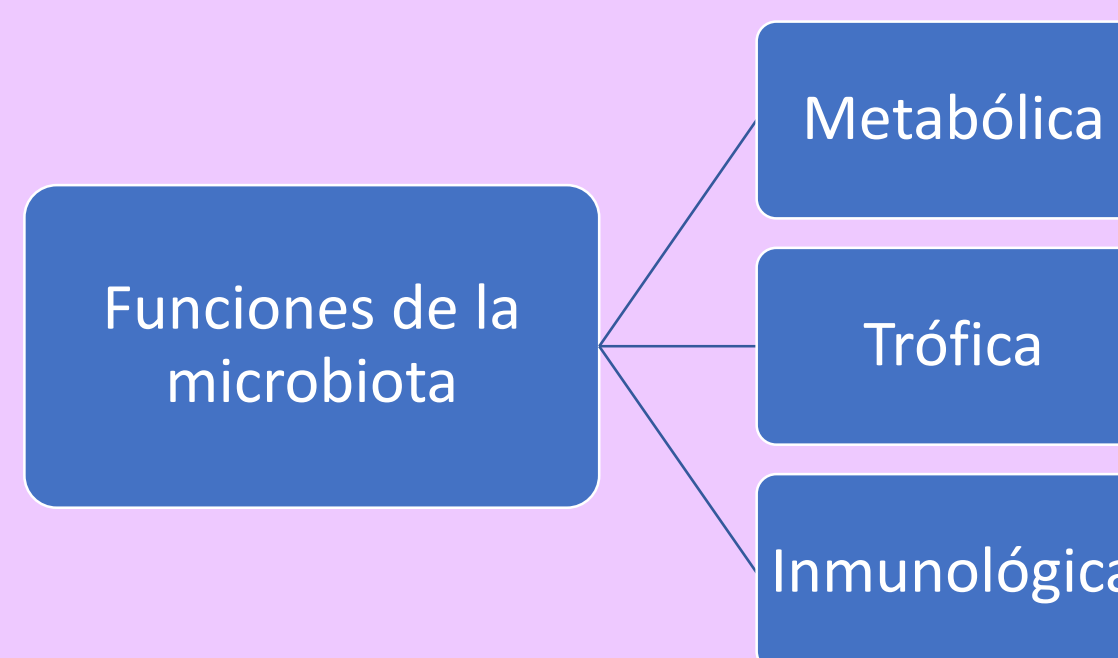 Funciones de la
microbiota
Metabólica
Trófica
Inmunológica